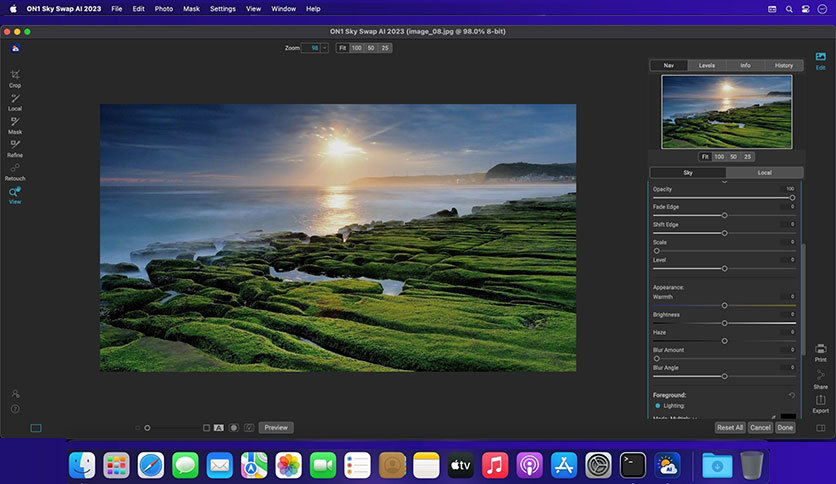 ON1 Sky Swap AI 2023 File Edit Photo Mask Settings View Window Help
ON1 Sky Swap AI 2023 (image_08.jpg @ 98.0% 8-bit)
Zoom 98 Fit 100 50 25
Nav Levels Info History
Edit
Crop
Local
Mask
Refine
Retouch
View
Fit 100 50 25
Sky Local
Opacity 100
Fade Edge 0
Shift Edge 0
Scale 0
Level 0
Appearance:
Warmth 0
Brightness 0
Haze 0
Blur Amount 0
Blur Angle 0
Foreground:
Lighting:
Print
Share
Export
A Preview
Reset All Cancel Done
tv
AI